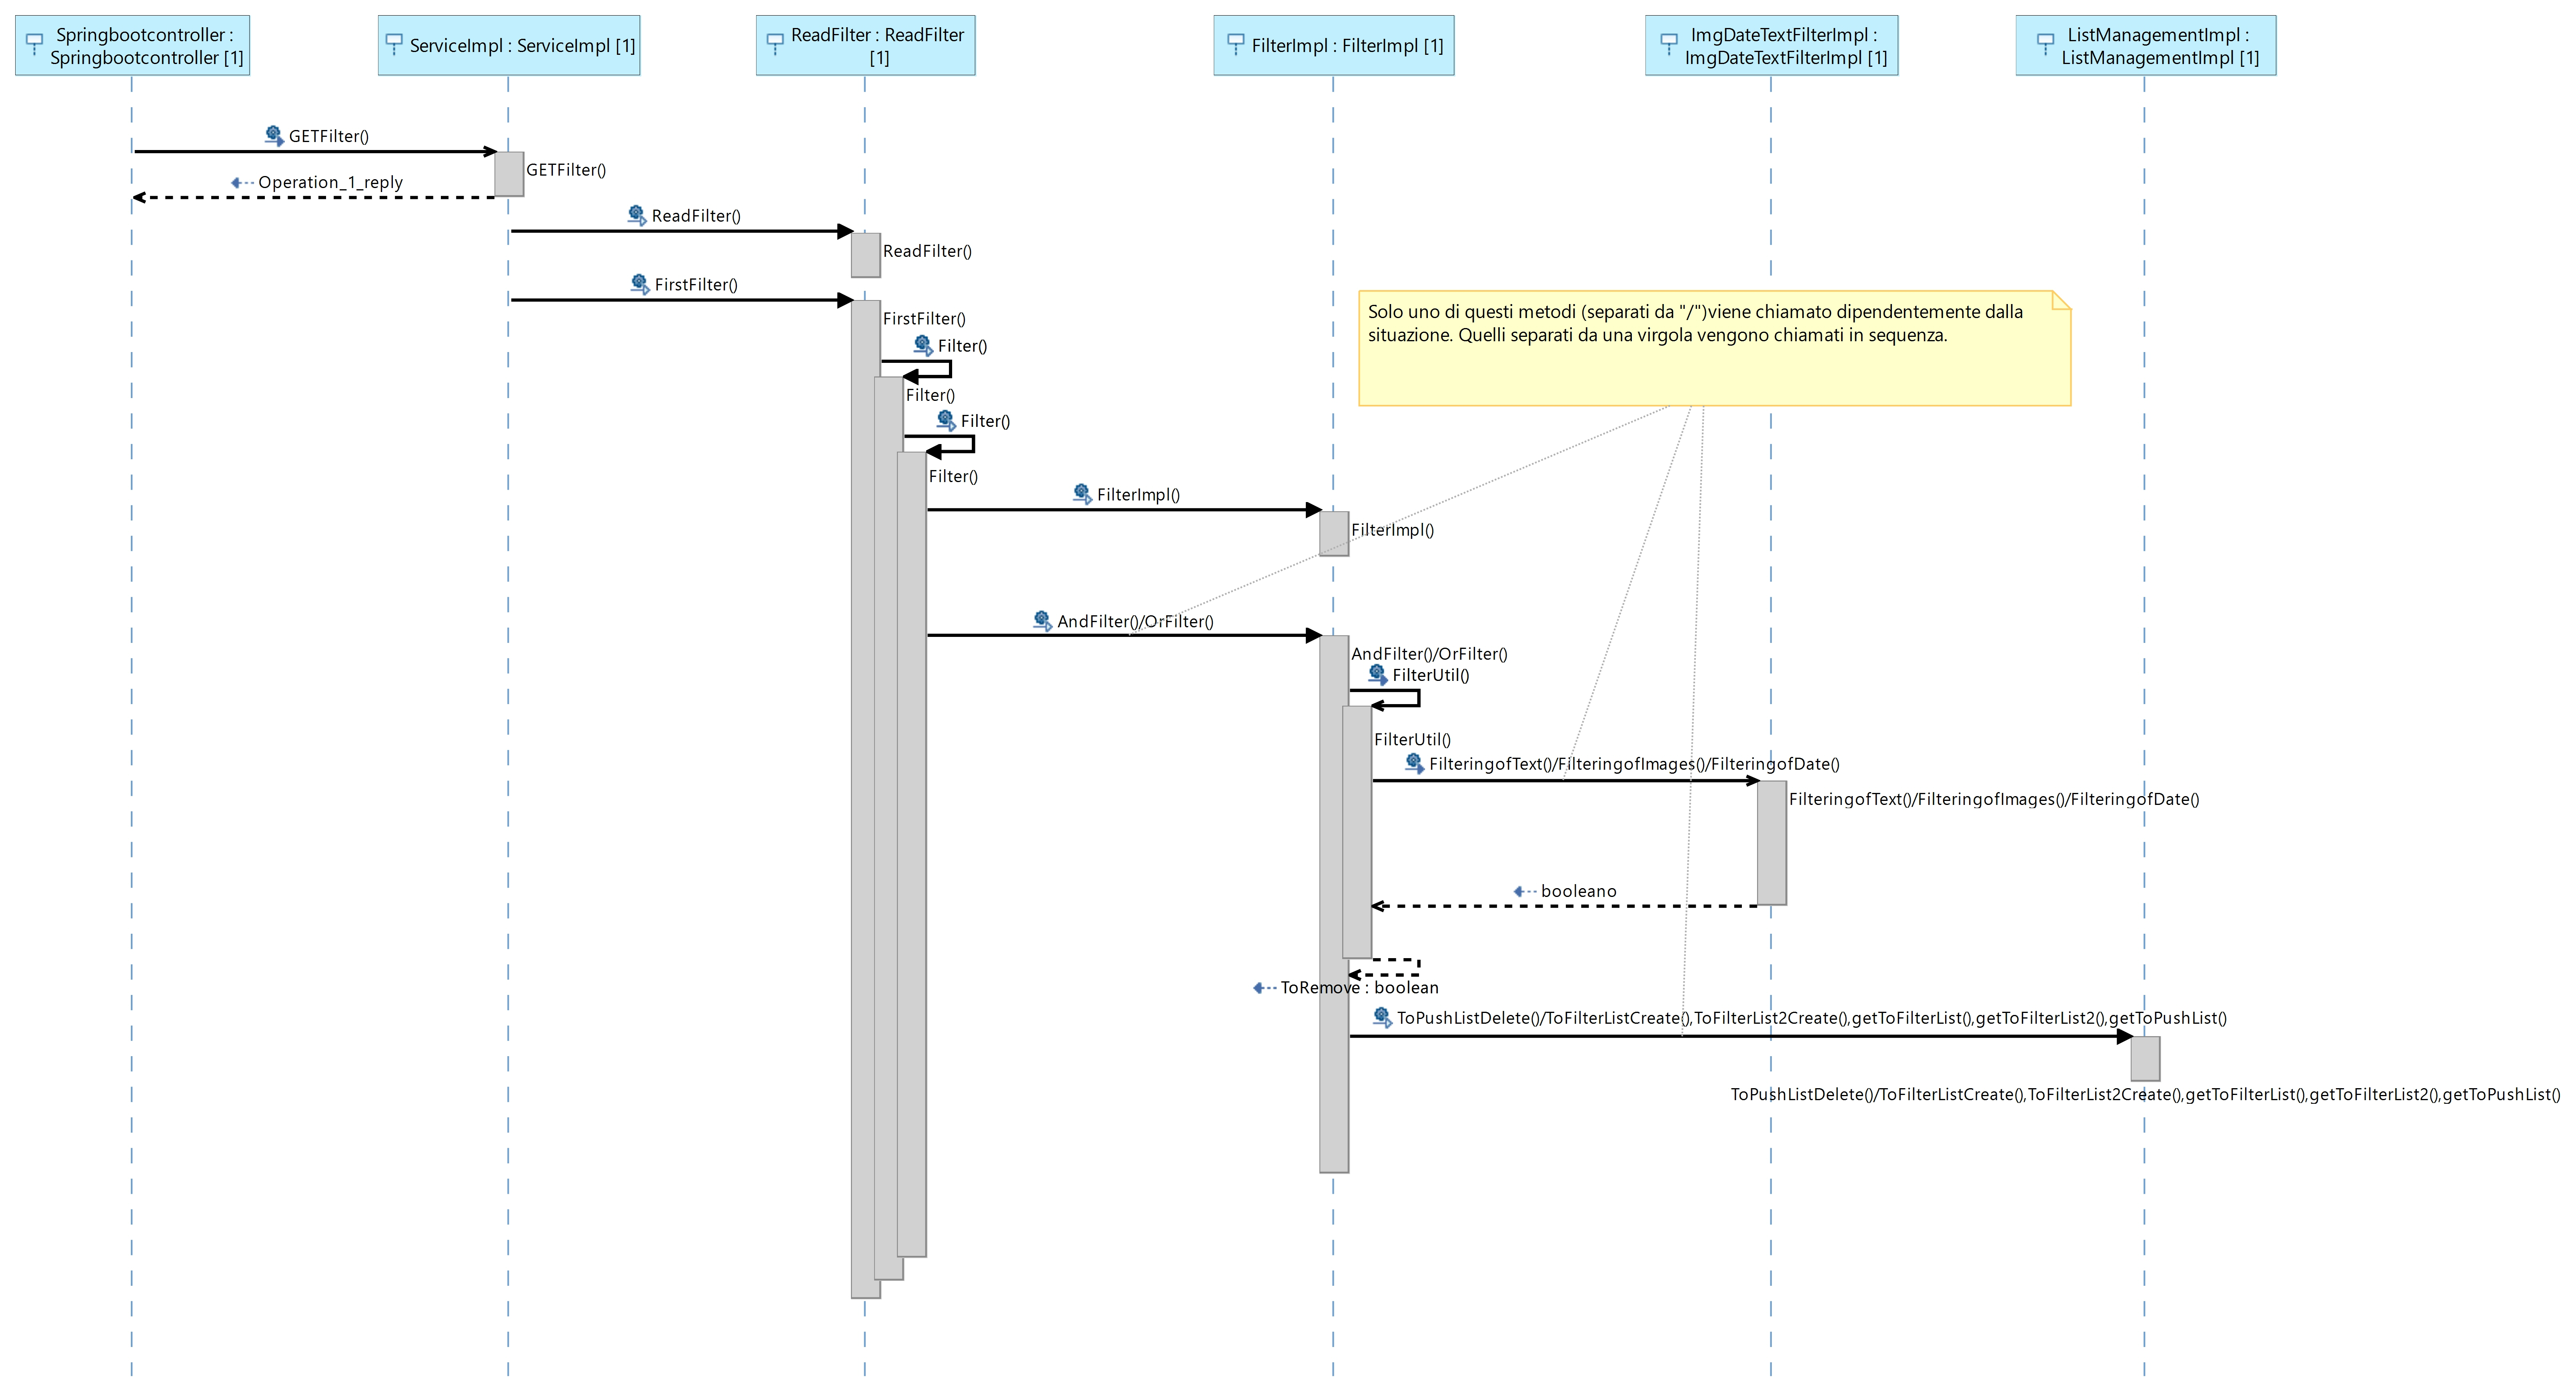 Springbootcontroller :
Springbootcontroller [1]
ServiceImpl : ServiceImpl [1]
ReadFilter : ReadFilter
[1]
FilterImpl : FilterImpl [1]
ImgDateTextFilterImpl :
ImgDateTextFilterImpl [1]
ListManagementImpl :
ListManagementImpl [1]
GETFilter()
GETFilter()
Operation_1_reply
ReadFilter()
ReadFilter()
FirstFilter()
FirstFilter()
Solo uno di questi metodi (separati da "/")viene chiamato dipendentemente dalla
situazione. Quelli separati da una virgola vengono chiamati in sequenza.
Filter()
Filter()
Filter()
Filter()
FilterImpl()
FilterImpl()
AndFilter()/OrFilter()
AndFilter()/OrFilter()
FilterUtil()
FilterUtil()
FilteringofText()/FilteringofImages()/FilteringofDate()
FilteringofText()/FilteringofImages()/FilteringofDate()
booleano
ToRemove : boolean
ToPushListDelete()/ToFilterListCreate(),ToFilterList2Create(),getToFilterList(),getToFilterList2(),getToPushList()
ToPushListDelete()/ToFilterListCreate(),ToFilterList2Create(),getToFilterList(),getToFilterList2(),getToPushList()